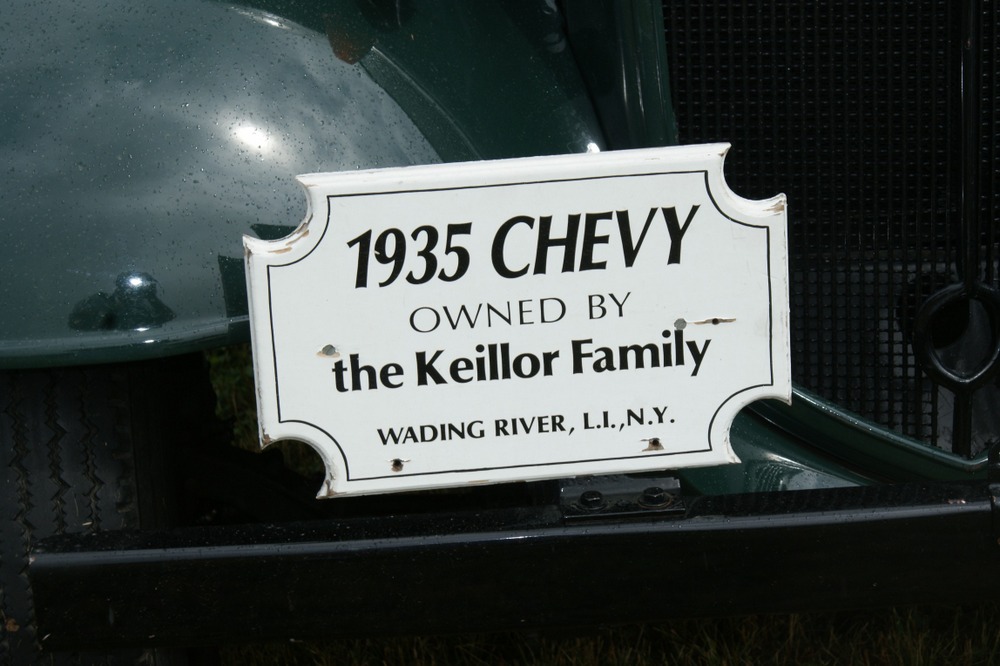 1935 CHEVY
OWNED BY
the Keillor Family
WADING RIVER, L.I.,N.Y.